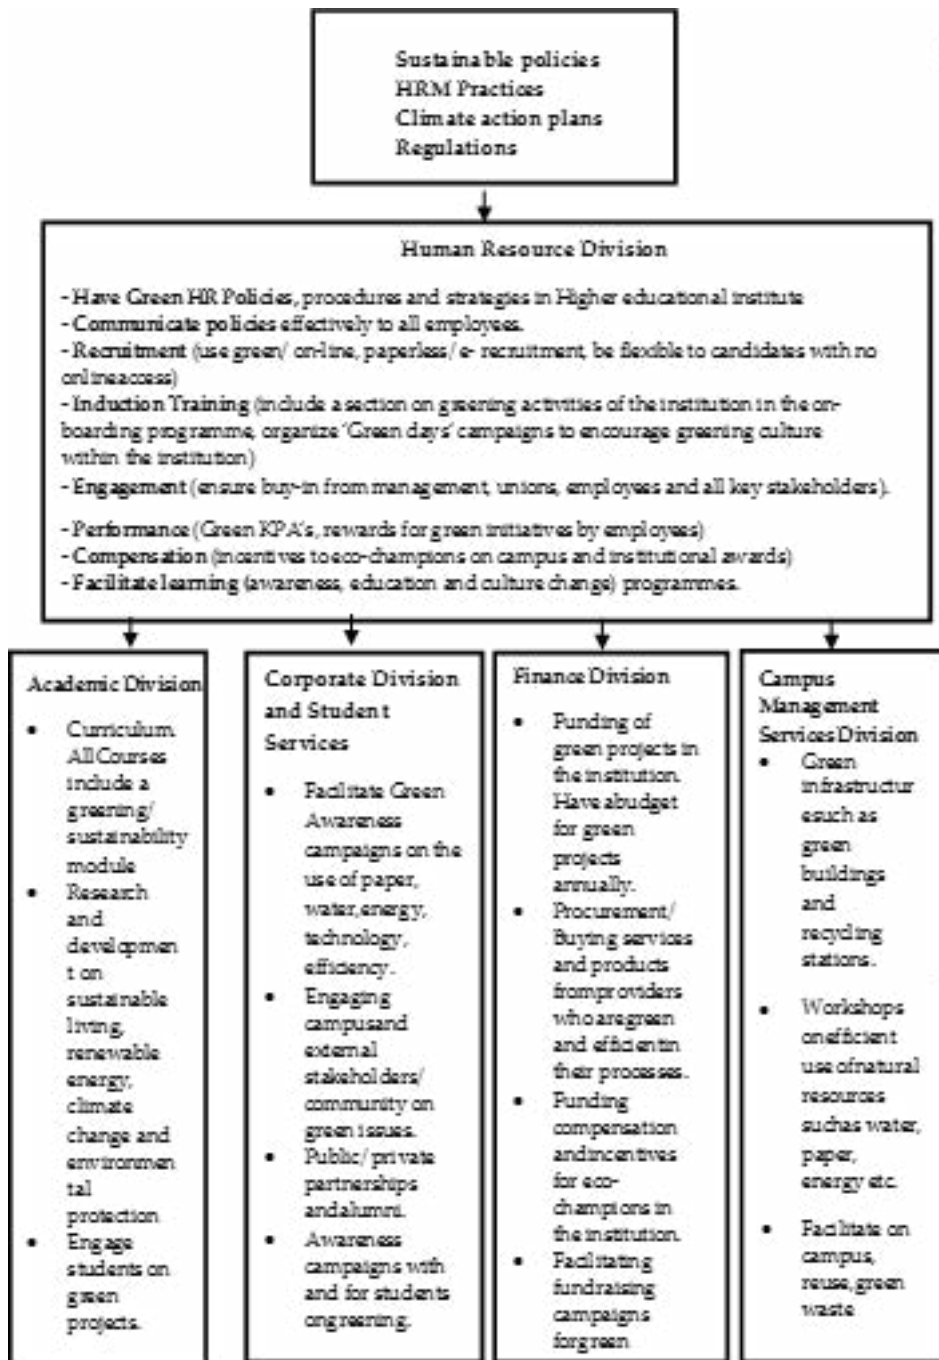 Sustainable policies
HRM Practices
Climate action plans
Regulations
Human Resource Division
- Have Green HR Policies, procedures and strategies in Higher educational institute
- Communicate policies effectively to all employees.
- Recruitment (use green/ on-line, paperless/ e- recruitment, be flexible to candidates with no
online access)
- Induction Training (include a section on greening activities of the institution in the on-
boarding programme, organize 'Green days' campaigns to encourage greening culture
within the institution)
- Engagement (ensure buy-in from management, unions, employees and all key stakeholders).
- Performance (Green KPA's, rewards for green initiatives by employees)
- Compensation (incentives to eco-champions on campus and institutional awards)
- Facilitate learning (awareness, education and culture change) programmes.
Academic Division
• Curriculum.
All Courses
include a
greening/
sustainability
module
• Research
and
developmen
t on
sustainable
living,
renewable
energy,
climate
change and
environmen
tal
protection
• Engage
students on
green
projects.
Corporate Division
and Student
Services
• Facilitate Green
Awareness
campaigns on the
use of paper,
water, energy,
technology,
efficiency.
• Engaging
campus and
external
stakeholders/
community on
green issues.
• Public/ private
partnerships
and alumni.
• Awareness
campaigns with
and for students
on greening.
Finance Division
• Funding of
green projects in
the institution.
Have a budget
for green
projects
annually.
• Procurement/
Buying services
and products
from providers
who are green
and efficient in
their processes.
• Funding
compensation
and incentives
for eco-
champions in
the institution.
• Facilitating
fundraising
campaigns
for green
Campus
Management
Services Division
• Green
infrastructur
e such as
green
buildings
and
recycling
stations.
• Workshops
on efficient
use of natural
resources
such as water,
paper,
energy etc.
• Facilitate on
campus,
reuse, green
waste